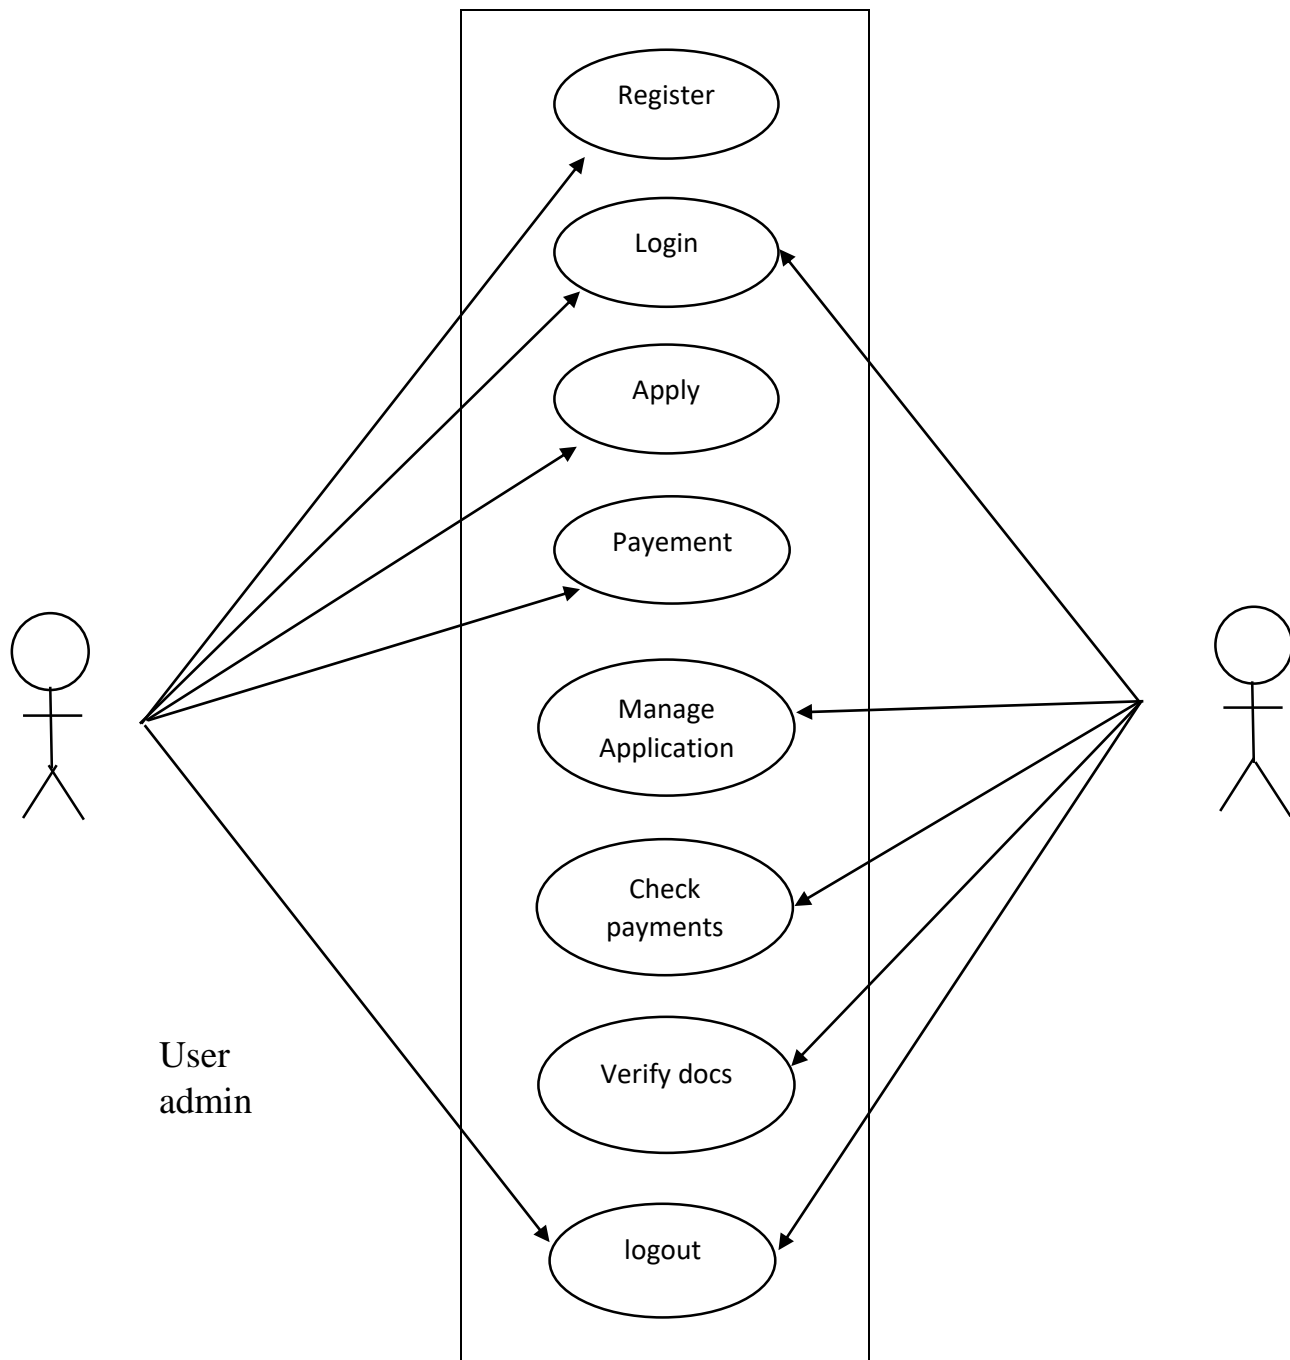 Register
Login
Apply
Payement
Manage
Application
Check
payments
User
admin
Verify docs
logout